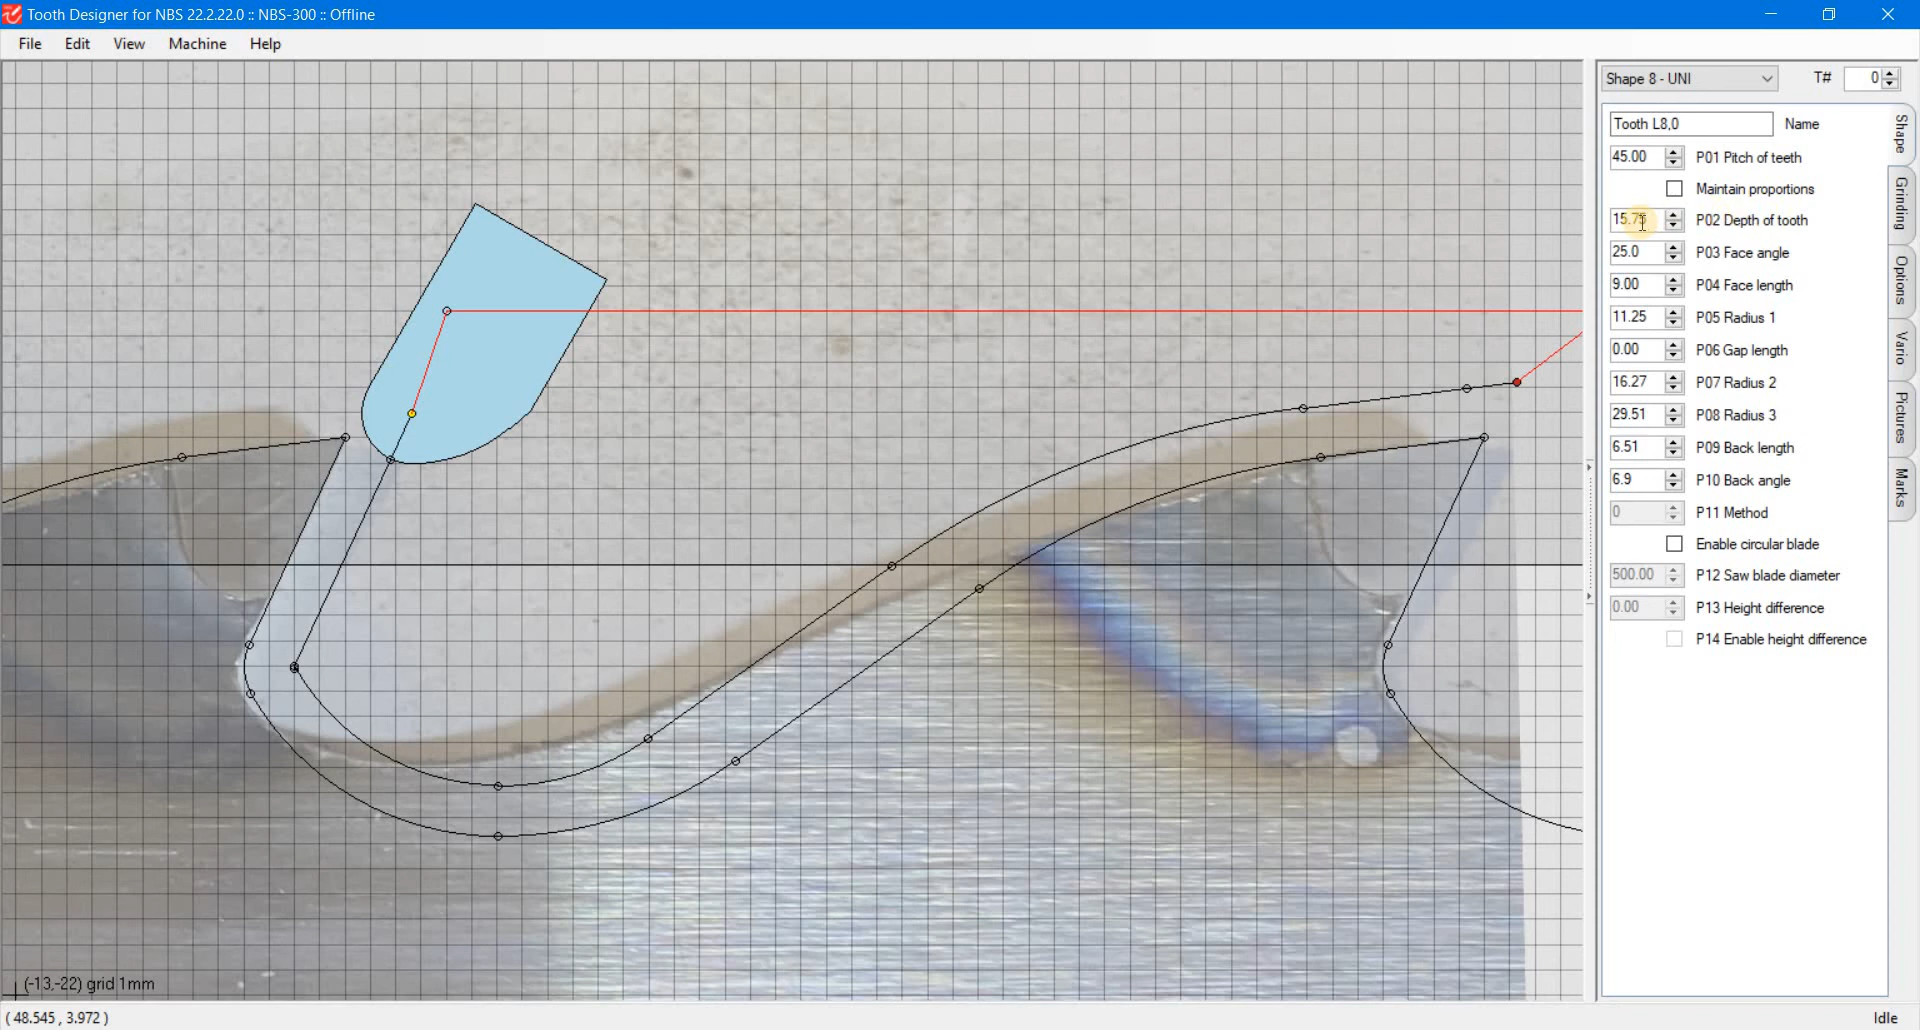 Tooth Designer for NBS 22.2.22.0 :: NBS-300 :: Offline
File Edit View Machine Help
Shape 8 - UNI T# 0
Tooth L8,0 Name
45.00 P01 Pitch of teeth
Maintain proportions
15.75 P02 Depth of tooth
25.0 P03 Face angle
9.00 P04 Face length
11.25 P05 Radius 1
0.00 P06 Gap length
16.27 P07 Radius 2
29.51 P08 Radius 3
6.51 P09 Back length
6.9 P10 Back angle
0 P11 Method
Enable circular blade
500.00 P12 Saw blade diameter
0.00 P13 Height difference
P14 Enable height difference
Shape
Grinding
Options
Vario
Pictures
Marks
(-13,-22) grid 1mm
( 48.545 , 3.972 )
Idle